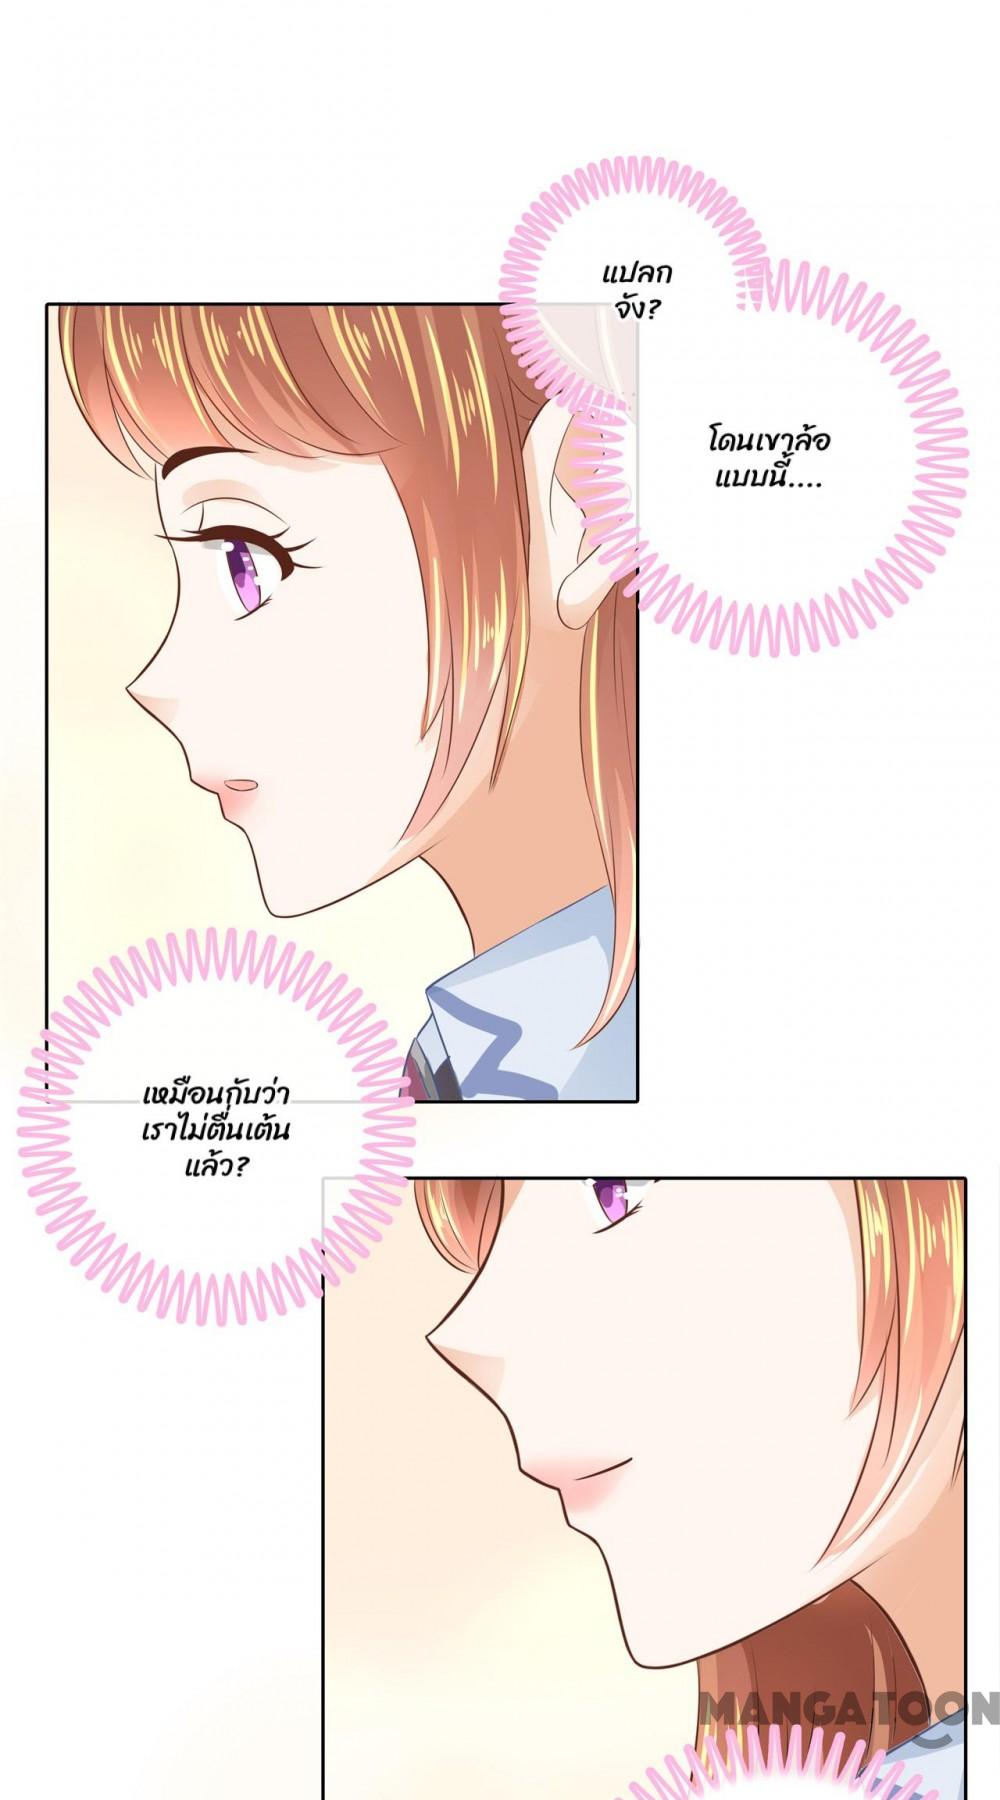 แปลก
จัง?
โดนเขาล้อ
แบบนี้....
เหมือนกับว่า
เราไม่ตื่นเต้น
แล้ว?
MANGATOON